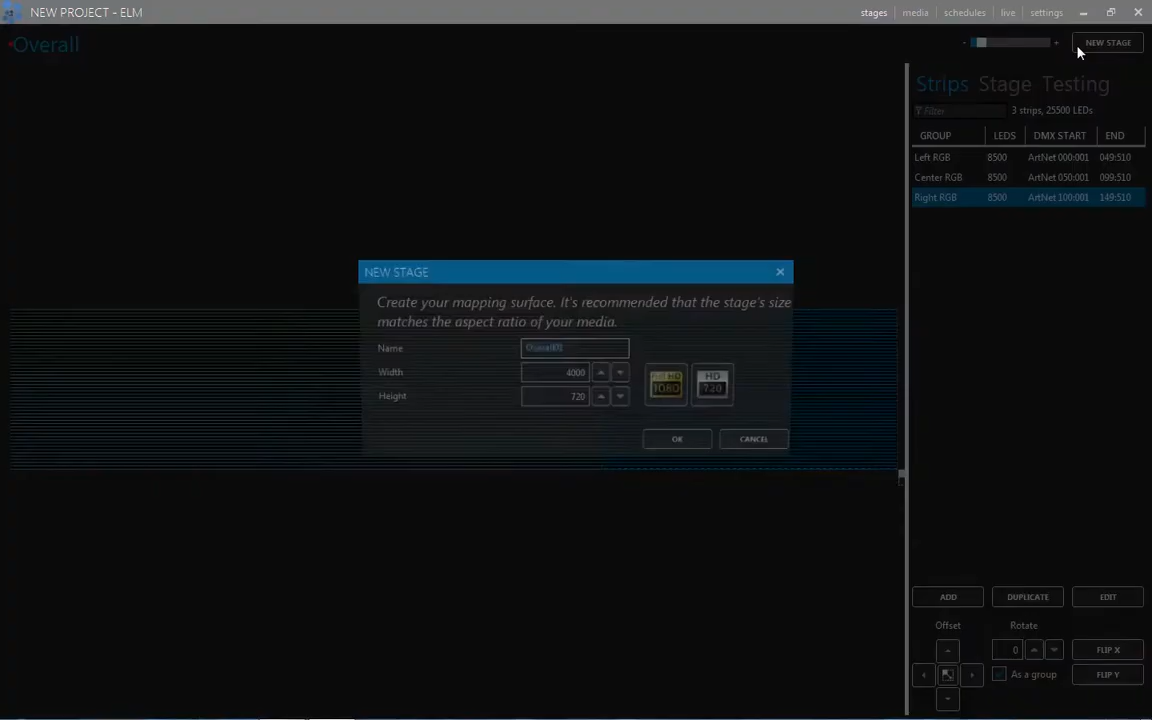 NEW PROJECT - ELM
stages
media
schedules
live
settings
Overall
-
+
NEW STAGE
Strips Stage Testing
Filter
3 strips, 25500 LEDs
GROUP LEDS DMX START END
Left RGB 8500 ArtNet 000:001 049:510
Center RGB 8500 ArtNet 050:001 099:510
Right RGB 8500 ArtNet 100:001 149:510
NEW STAGE
Create your mapping surface. It's recommended that the stage's size
matches the aspect ratio of your media.
Name
Width 4000
Height 720
Full HD
1080
HD
720
OK
CANCEL
ADD
DUPLICATE
EDIT
Offset
Rotate
0
FLIP X
As a group
FLIP Y